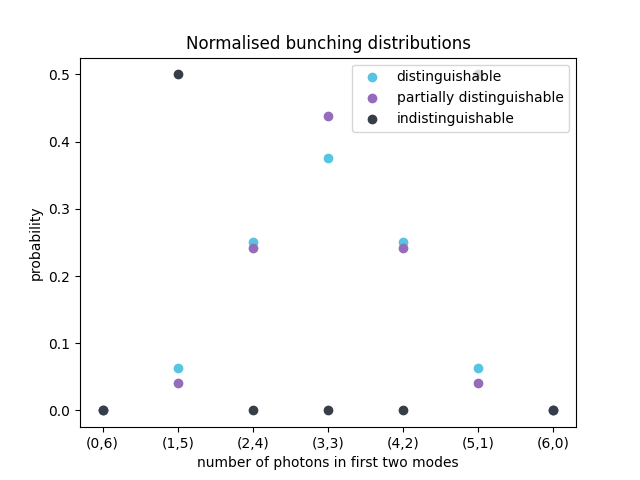 Normalised bunching distributions
distinguishable
partially distinguishable
indistinguishable
probability
0.5
0.4
0.3
0.2
0.1
0.0
(0,6) (1,5) (2,4) (3,3) (4,2) (5,1) (6,0)
number of photons in first two modes